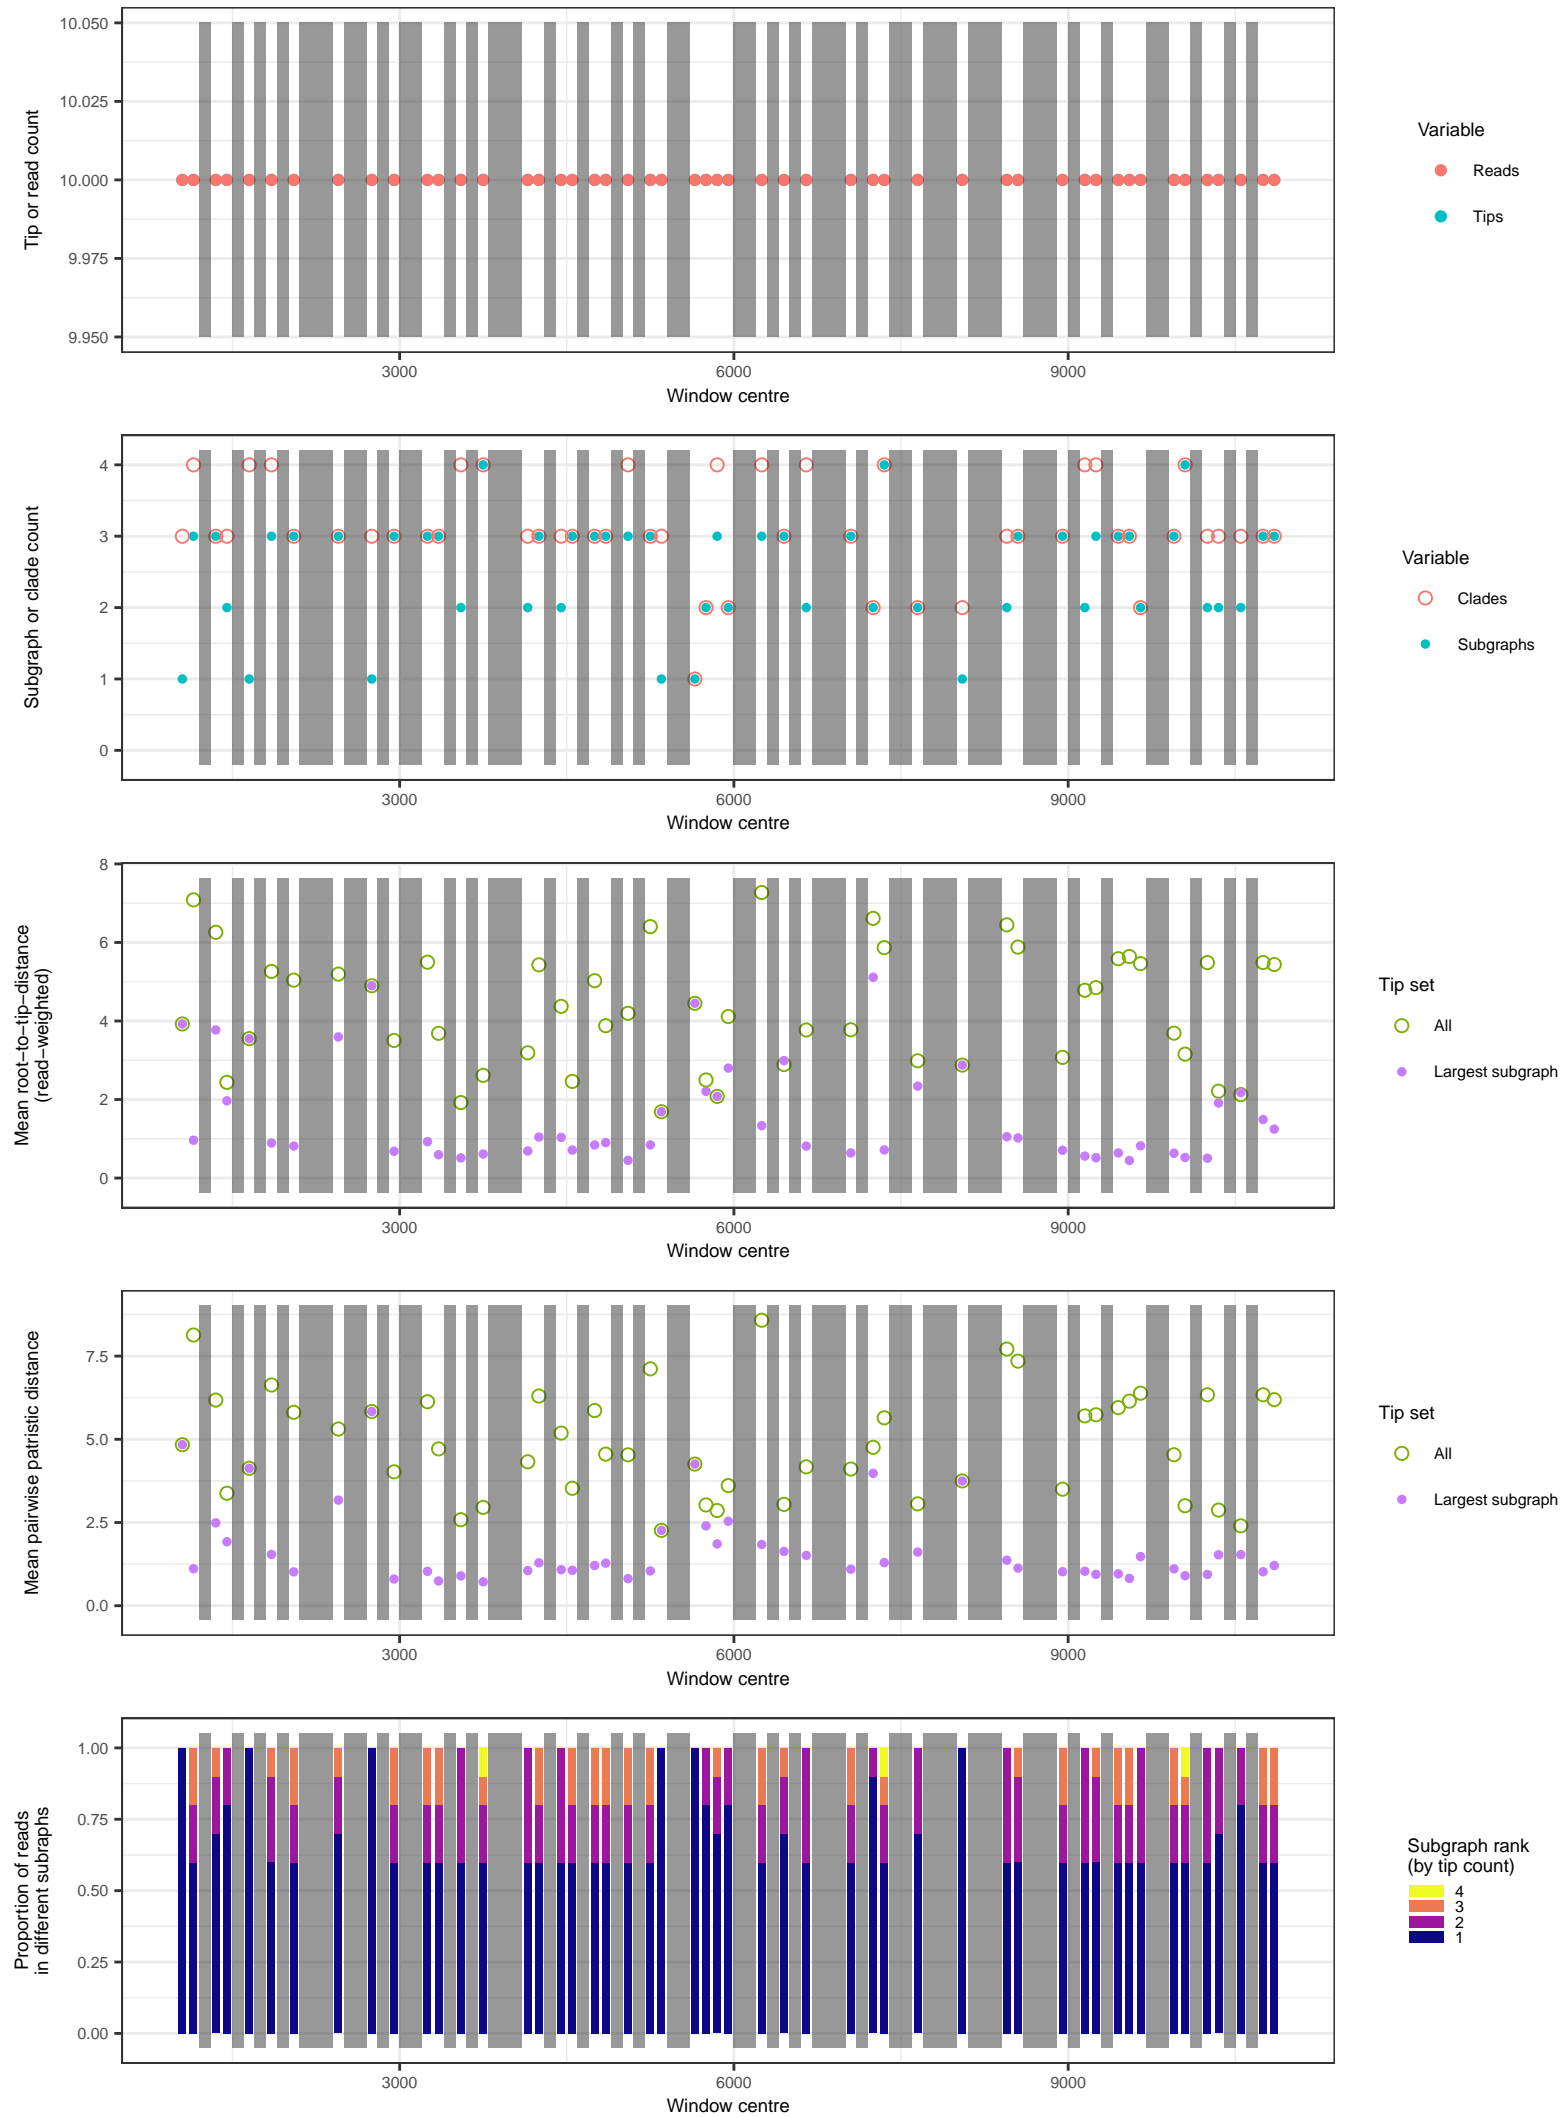 10.050
10.025
10.000
9.975
9.950
Tip or read count
3000 6000 9000
Window centre
Variable
Reads
Tips
4
3
2
1
0
Subgraph or clade count
3000 6000 9000
Window centre
Variable
Clades
Subgraphs
8
6
4
2
0
Mean root−to−tip−distance
(read−weighted)
3000 6000 9000
Window centre
Tip set
All
Largest subgraph
7.5
5.0
2.5
0.0
Mean pairwise patristic distance
3000 6000 9000
Window centre
Tip set
All
Largest subgraph
1.00
0.75
0.50
0.25
0.00
Proportion of reads
in different subraphs
3000 6000 9000
Window centre
Subgraph rank
(by tip count)
4
3
2
1